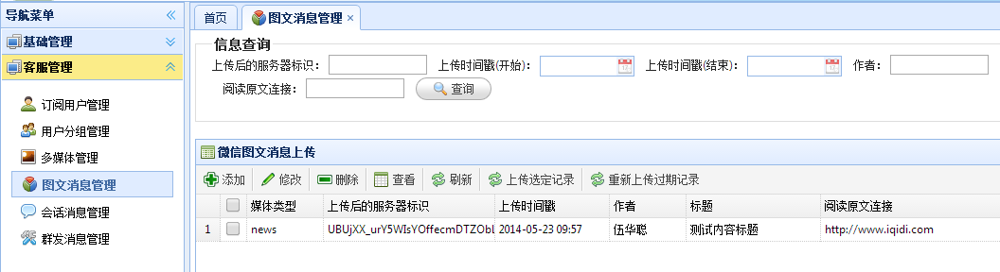 导航菜单
基础管理
客服管理
订阅用户管理
用户分组管理
多媒体管理
图文消息管理
会话消息管理
群发消息管理
首页 图文消息管理
信息查询
上传后的服务器标识: 上传时间戳(开始): 上传时间戳(结束): 作者:
阅读原文连接: 查询
微信图文消息上传
添加 修改 删除 查看 刷新 上传选定记录 重新上传过期记录
媒体类型 上传后的服务器标识 上传时间戳 作者 标题 阅读原文连接
1 news UBUjXX_urY5WIsYOffecmDTZObL 2014-05-23 09:57 伍华聪 测试内容标题 http://www.iqidi.com